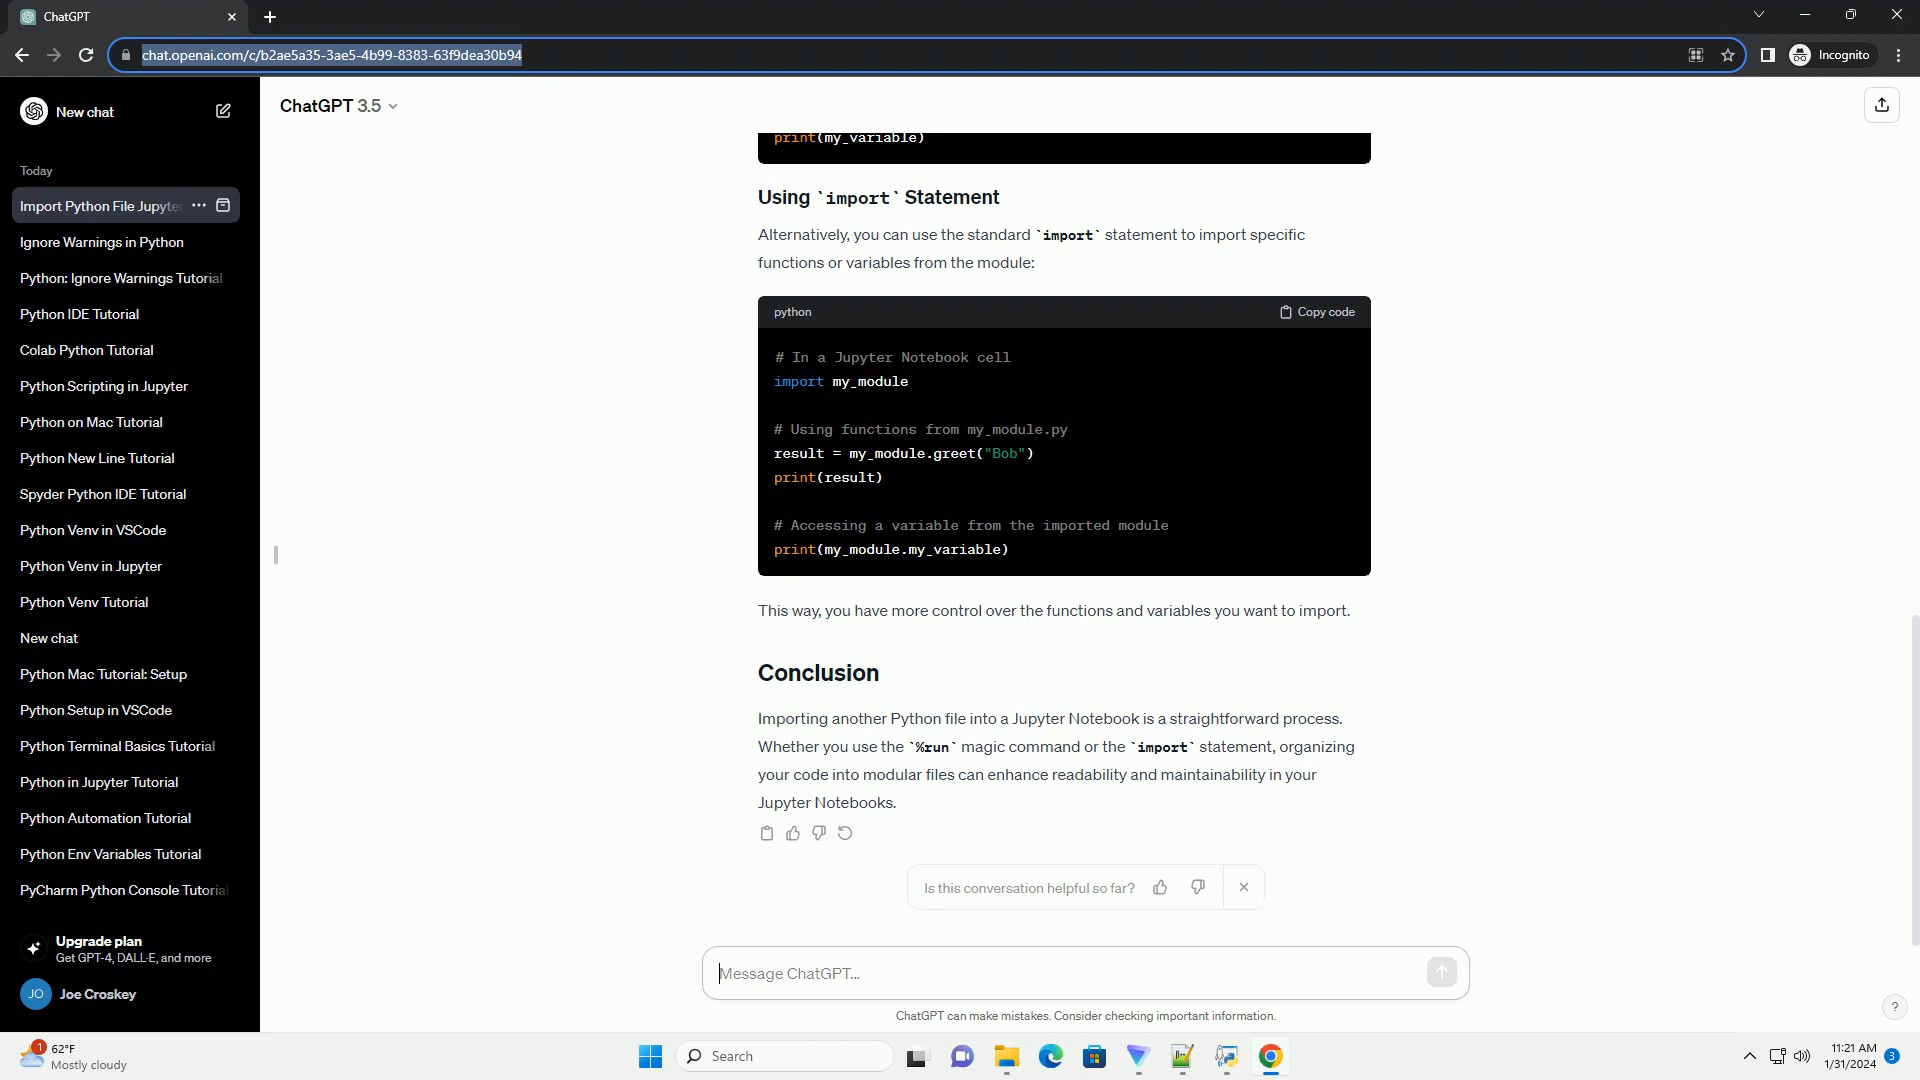 ChatGPT
chat.openai.com/c/b2ae5a35-3ae5-4b99-8383-63f9dea30b94
Incognito
New chat
Today
Import Python File Jupyte
Ignore Warnings in Python
Python: Ignore Warnings Tutorial
Python IDE Tutorial
Colab Python Tutorial
Python Scripting in Jupyter
Python on Mac Tutorial
Python New Line Tutorial
Spyder Python IDE Tutorial
Python Venv in VSCode
Python Venv in Jupyter
Python Venv Tutorial
New chat
Python Mac Tutorial: Setup
Python Setup in VSCode
Python Terminal Basics Tutorial
Python in Jupyter Tutorial
Python Automation Tutorial
Python Env Variables Tutorial
PyCharm Python Console Tutorial
Upgrade plan
Get GPT-4, DALL·E, and more
JO Joe Croskey
ChatGPT 3.5
print(my_variable)
Using `import` Statement
Alternatively, you can use the standard `import` statement to import specific
functions or variables from the module:
python Copy code
# In a Jupyter Notebook cell
import my_module
# Using functions from my_module.py
result = my_module.greet("Bob")
print(result)
# Accessing a variable from the imported module
print(my_module.my_variable)
This way, you have more control over the functions and variables you want to import.
Conclusion
Importing another Python file into a Jupyter Notebook is a straightforward process.
Whether you use the `%run` magic command or the `import` statement, organizing
your code into modular files can enhance readability and maintainability in your
Jupyter Notebooks.
Is this conversation helpful so far?
Message ChatGPT...
ChatGPT can make mistakes. Consider checking important information.
?
1
62°F
Mostly cloudy
Search
11:21 AM
1/31/2024
3